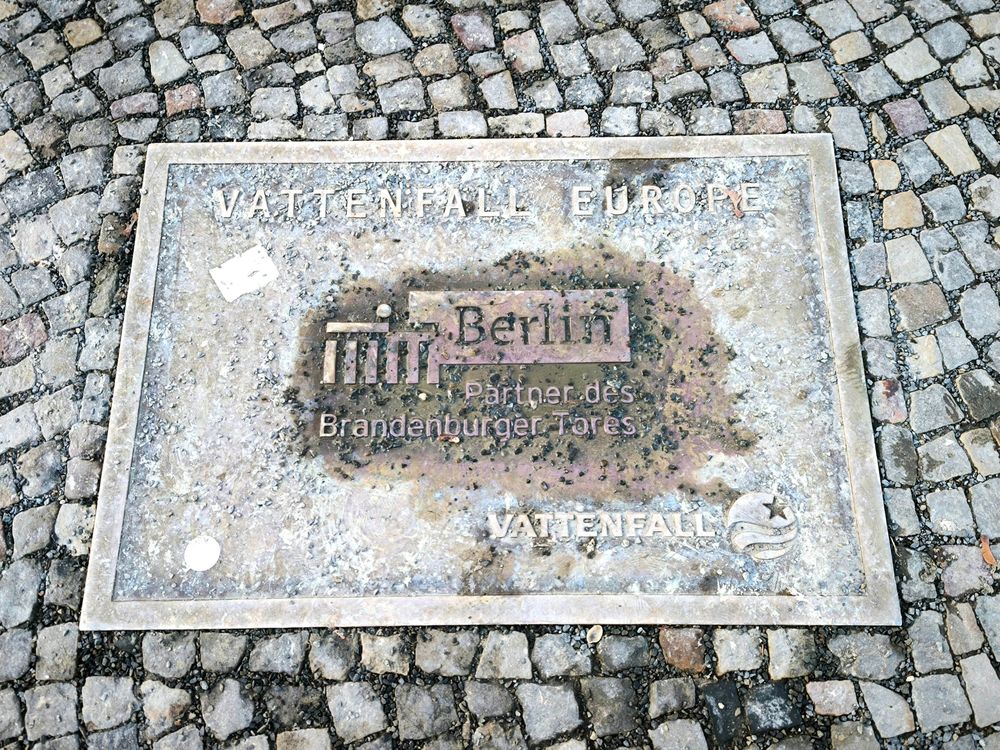 VATTENFALL EUROPE
Berlin
Partner des
Brandenburger Tores
VATTENFALL